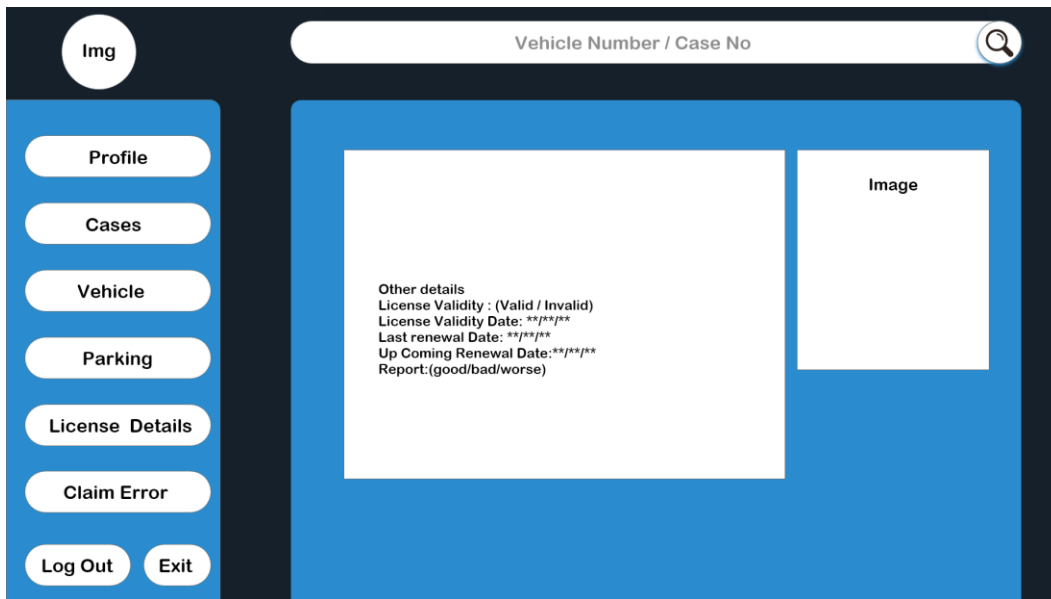 Img
Vehicle Number / Case No
Profile
Cases
Vehicle
Parking
License Details
Claim Error
Log Out
Exit
Other details
License Validity : (Valid / Invalid)
License Validity Date: **/**/**
Last renewal Date: **/**/**
Up Coming Renewal Date:**/**/**
Report:(good/bad/worse)
Image